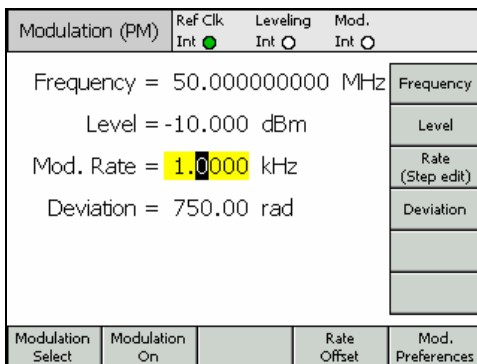 Modulation (PM) Ref Clk Leveling Mod.
Int Int Int
Frequency = 50.000000000 MHz Frequency
Level = -10.000 dBm Level
Mod. Rate = 1.0000 kHz Rate
(Step edit)
Deviation = 750.00 rad Deviation
Modulation Modulation Rate Mod.
Select On Offset Preferences